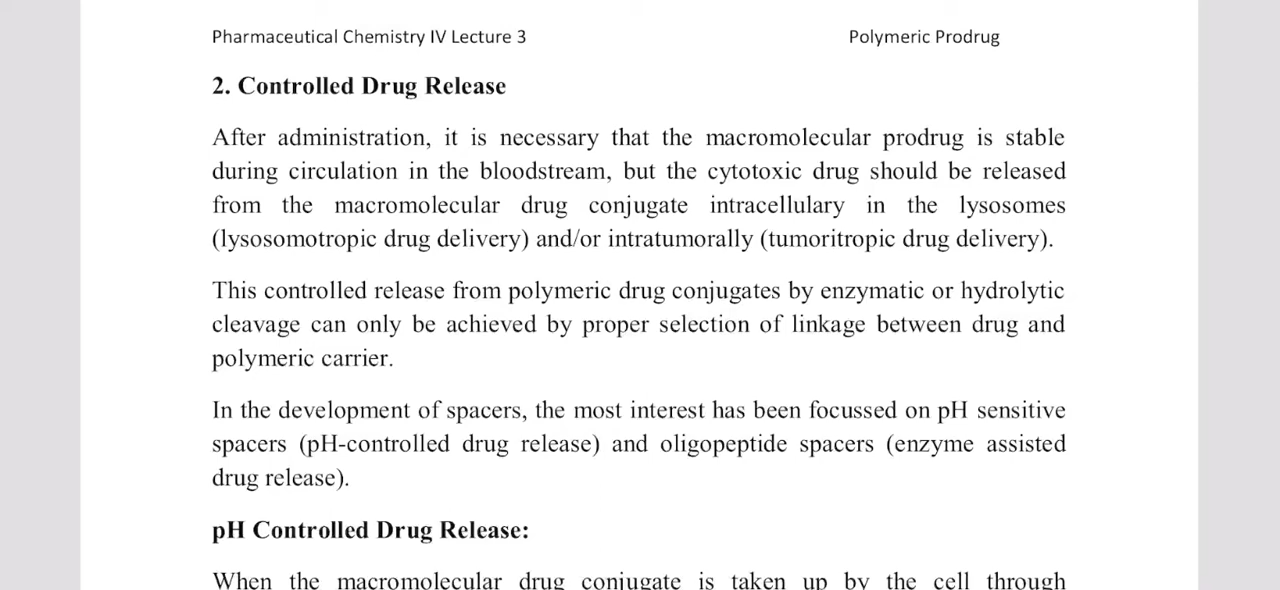 Pharmaceutical Chemistry IV Lecture 3 Polymeric Prodrug
2. Controlled Drug Release
After administration, it is necessary that the macromolecular prodrug is stable
during circulation in the bloodstream, but the cytotoxic drug should be released
from the macromolecular drug conjugate intracellulary in the lysosomes
(lysosomotropic drug delivery) and/or intratumorally (tumoritropic drug delivery).
This controlled release from polymeric drug conjugates by enzymatic or hydrolytic
cleavage can only be achieved by proper selection of linkage between drug and
polymeric carrier.
In the development of spacers, the most interest has been focussed on pH sensitive
spacers (pH-controlled drug release) and oligopeptide spacers (enzyme assisted
drug release).
pH Controlled Drug Release:
When the macromolecular drug conjugate is taken up by the cell through